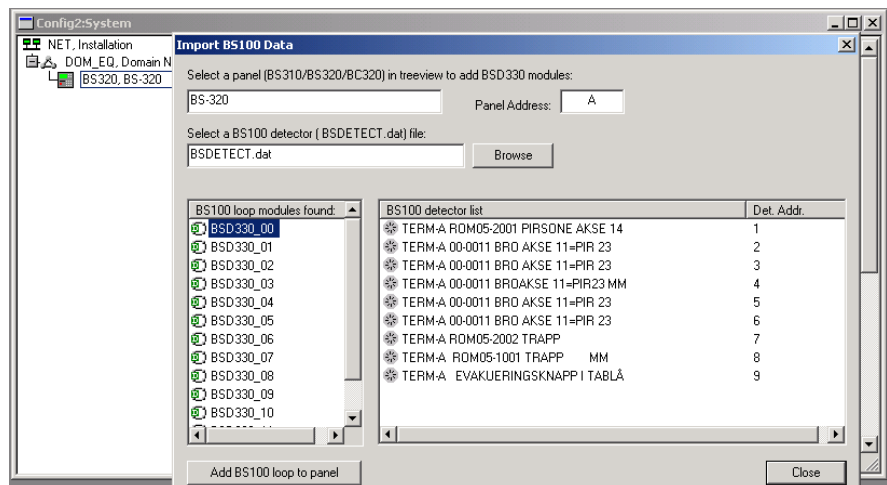 Config2:System
NET, Installation
DOM_EQ, Domain N
BS320, BS-320
Import BS100 Data
Select a panel (BS310/BS320/BC320) in treeview to add BSD330 modules:
BS-320
Panel Address:
A
Select a BS100 detector ( BSDETECT.dat) file:
BSDETECT.dat
Browse
BS100 loop modules found:
BSD330_00
BSD330_01
BSD330_02
BSD330_03
BSD330_04
BSD330_05
BSD330_06
BSD330_07
BSD330_08
BSD330_09
BSD330_10
BS100 detector list Det. Addr.
TERM-A ROM05-2001 PIRSONE AKSE 14 1
TERM-A 00-0011 BRO AKSE 11=PIR 23 2
TERM-A 00-0011 BRO AKSE 11=PIR 23 3
TERM-A 00-0011 BROAKSE 11=PIR23 MM 4
TERM-A 00-0011 BRO AKSE 11=PIR 23 5
TERM-A 00-0011 BRO AKSE 11=PIR 23 6
TERM-A ROM05-2002 TRAPP 7
TERM-A ROM05-1001 TRAPP MM 8
TERM-A EVAKUERINGSKNAPP I TABLÅ 9
Add BS100 loop to panel
Close